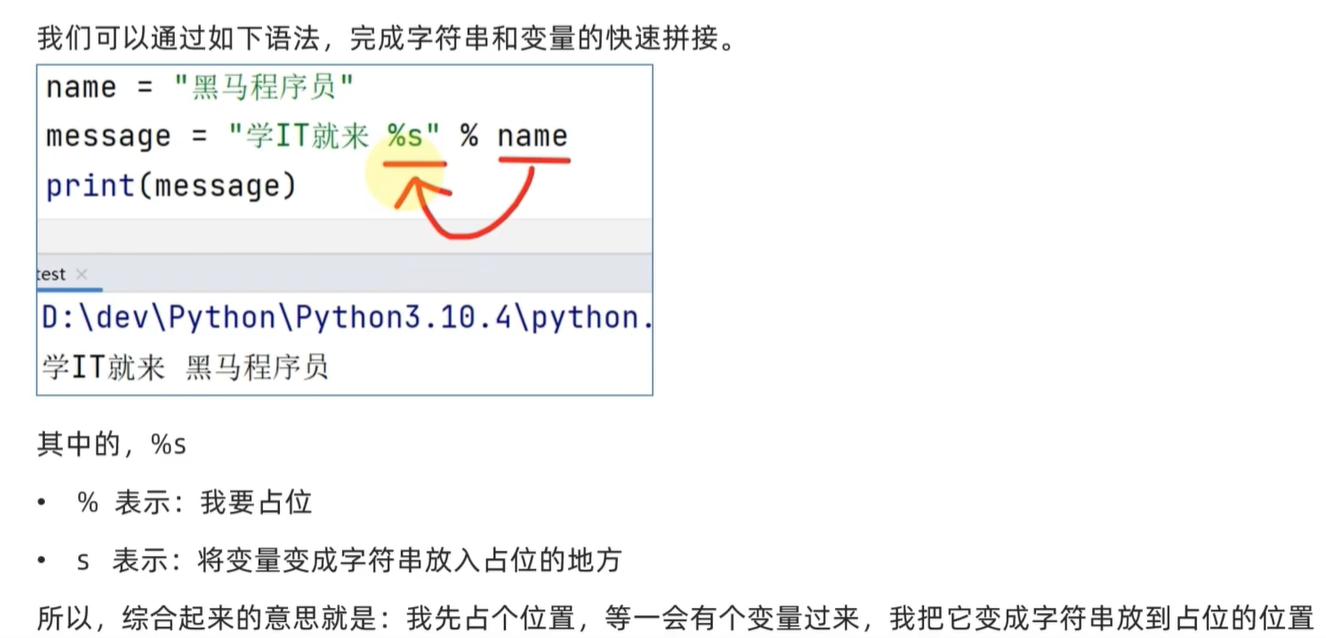 我们可以通过如下语法，完成字符串和变量的快速拼接。
name = "黑马程序员"
message = "学IT就来 %s" % name
print(message)
test ×
D:\dev\Python\Python3.10.4\python.
学IT就来 黑马程序员
其中的，%s
• % 表示：我要占位
• s 表示：将变量变成字符串放入占位的地方
所以，综合起来的意思就是：我先占个位置，等一会有个变量过来，我把它变成字符串放到占位的位置